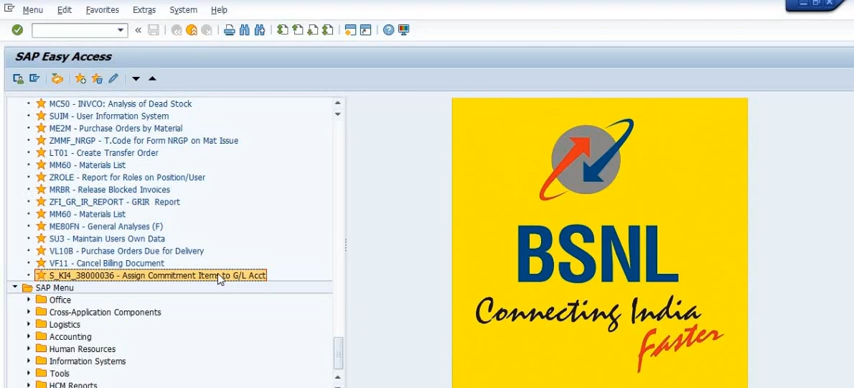 Menu Edit Favorites Extras System Help
SAP Easy Access
MC50 - INVCO: Analysis of Dead Stock
SUIM - User Information System
ME2M - Purchase Orders by Material
ZMMF_NRGP - T.Code for Form NRGP on Mat Issue
LT01 - Create Transfer Order
MM60 - Materials List
ZROLE - Report for Roles on Position/User
MRBR - Release Blocked Invoices
ZFI_GR_IR_REPORT - GRIR Report
MM60 - Materials List
ME80FN - General Analyses (F)
SU3 - Maintain Users Own Data
VL10B - Purchase Orders Due for Delivery
VF11 - Cancel Billing Document
S_KI4_38000036 - Assign Commitment Items to G/L Acct
SAP Menu
Office
Cross-Application Components
Logistics
Accounting
Human Resources
Information Systems
Tools
HCM Reports
BSNL
Connecting India
Faster